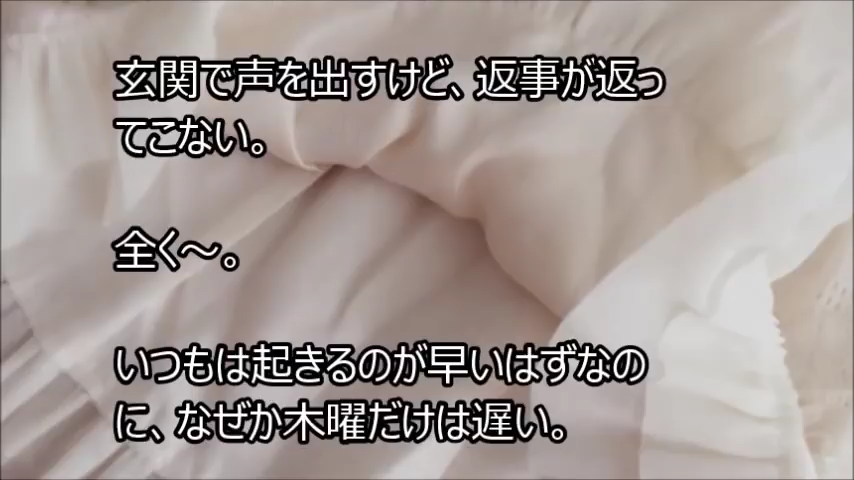 玄関で声を出すけど、返事が返っ
てこない。
全く～。
いつもは起きるのが早いはずなの
に、なぜか木曜だけは遅い。